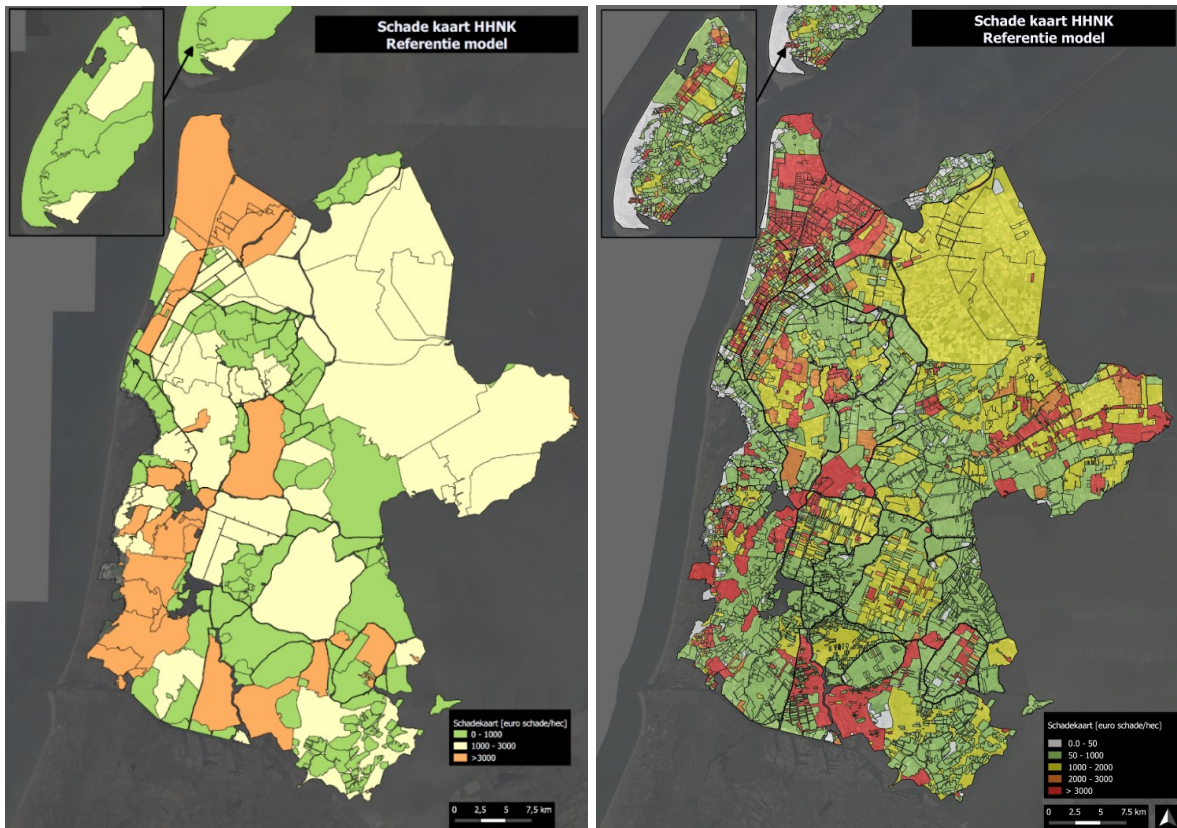 Schade kaart HHNK
Referentie model
Schadekaart [euro schade/hec]
0 - 1000
1000 - 3000
>3000
0 2,5 5 7,5 km
Schade kaart HHNK
Referentie model
Schadekaart [euro schade/hec]
0.0 - 50
50 - 1000
1000 - 2000
2000 - 3000
> 3000
0 2.5 5 7.5 km